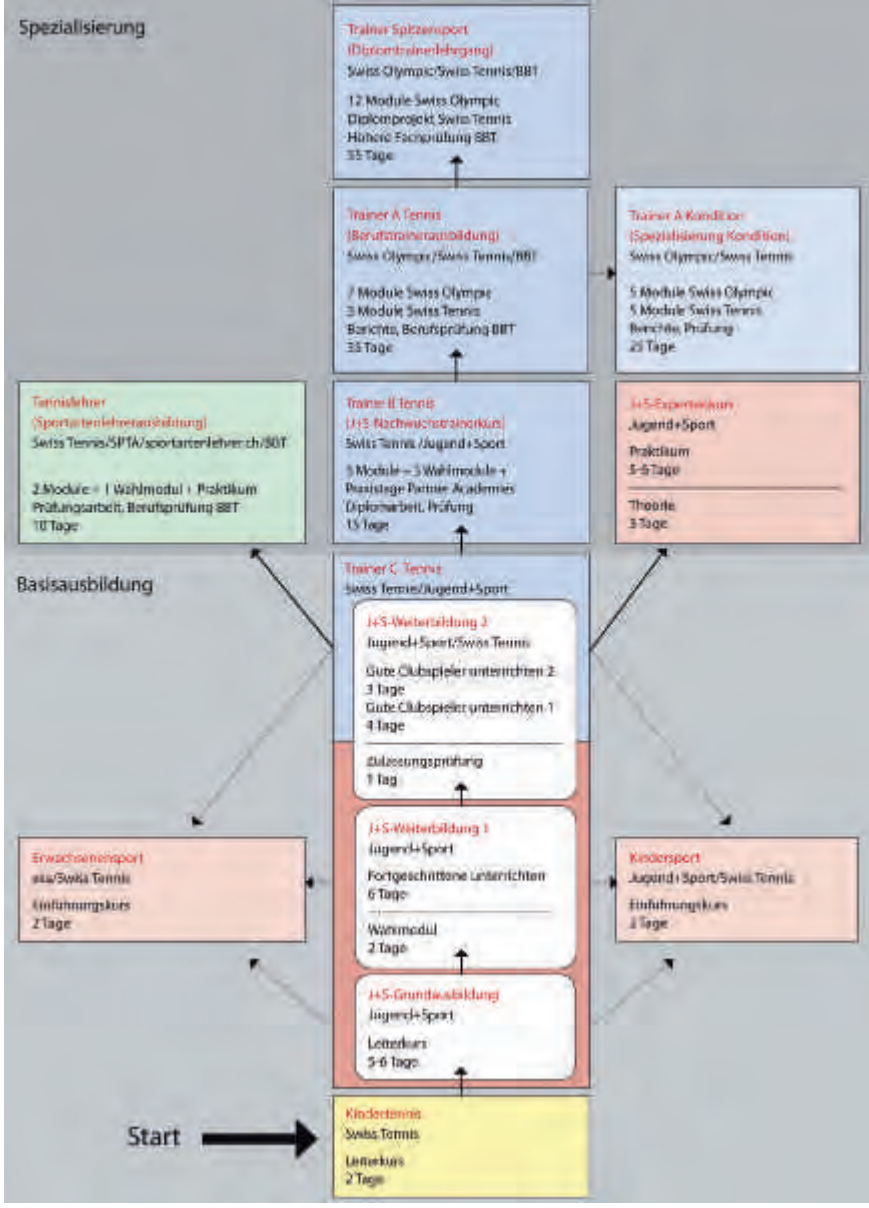 Spezialisierung
Trainer Spitzensport
(Diplomtrainerlehrgang)
Swiss Olympic/Swiss Tennis/BBT
12 Module Swiss Olympic
Diplomprojekt Swiss Tennis
Höhere Fachprüfung BBT
Tage
Trainer A Tennis
(Berufstrainerausbildung)
Swiss Olympic/Swiss Tennis/BBT
7 Module Swiss Olympic
3 Module Swiss Tennis
Berichte, Berufsprüfung BBT
Tage
Trainer A Kondition
(Spezialisierung Kondition)
Swiss Olympic/Swiss Tennis
5 Module Swiss Olympic
5 Module Swiss Tennis
Berichte, Prüfung
25 Tage
Tennislehrer
(Sportartenlehrerausbildung)
Swiss Tennis/SPTA/sportartenlehrer.ch/BBT
2 Module + 1 Wahlmodul + Praktikum
Prüfungsarbeit, Berufsprüfung BBT
10 Tage
Trainer B Tennis
(J+S-Nachwuchstrainerkurs)
Swiss Tennis/Jugend+Sport
Module + 3 Wahlmodule +
Praxistage Partner Academies
Diplomarbeit, Prüfung
15 Tage
J+S-Expertenkurs
Jugend+Sport
Praktikum
5-6 Tage
Theorie
3 Tage
Basisausbildung
Trainer C Tennis
Swiss Tennis/Jugend+Sport
J+S-Weiterbildung 2
Jugend+Sport/Swiss Tennis
Gute Clubspieler unterrichten 2
3 Tage
Gute Clubspieler unterrichten 1
4 Tage
Zulassungsprüfung
1 Tag
J+S-Weiterbildung 1
Jugend+Sport
Fortgeschrittene unterrichten
6 Tage
Wahlmodul
2 Tage
Erwachsenensport
esa/Swiss Tennis
Einführungskurs
2 Tage
Kindersport
Jugend+Sport/Swiss Tennis
Einführungskurs
2 Tage
J+S-Grundausbildung
Jugend+Sport
Leiterkurs
5-6 Tage
Start
Kindertennis
Swiss Tennis
Leiterkurs
2 Tage